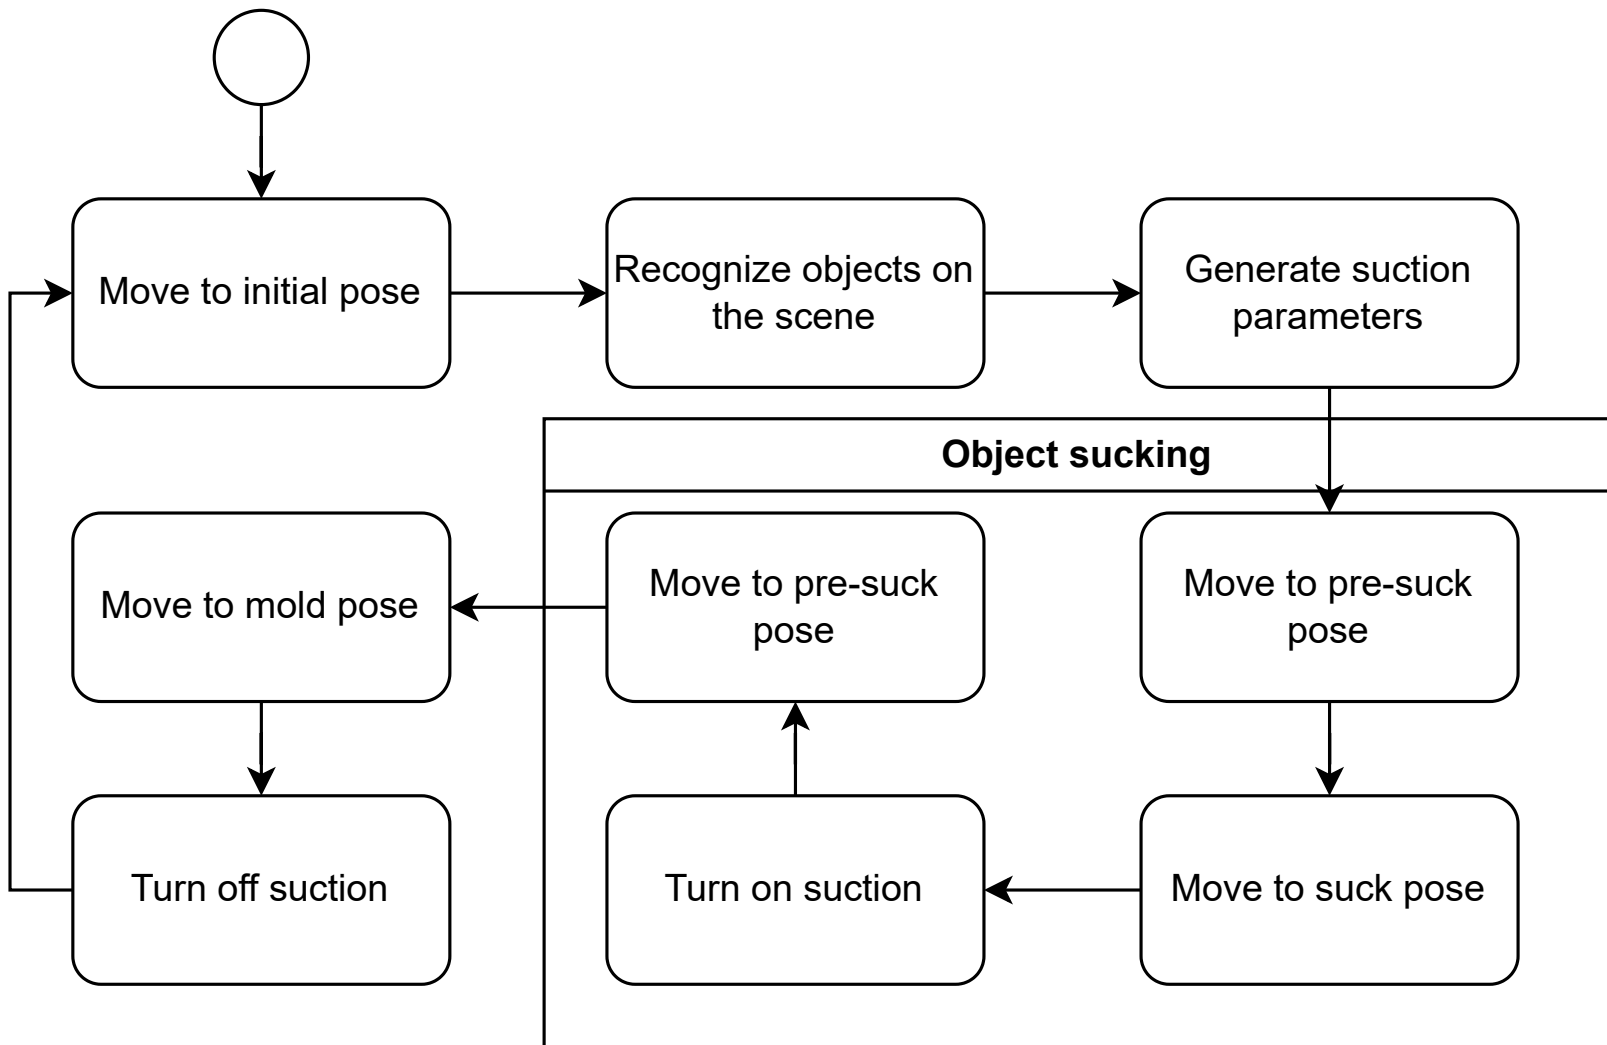 Move to initial pose
Recognize objects on
the scene
Generate suction
parameters
Object sucking
Move to mold pose
Move to pre-suck
pose
Move to pre-suck
pose
Turn off suction
Turn on suction
Move to suck pose